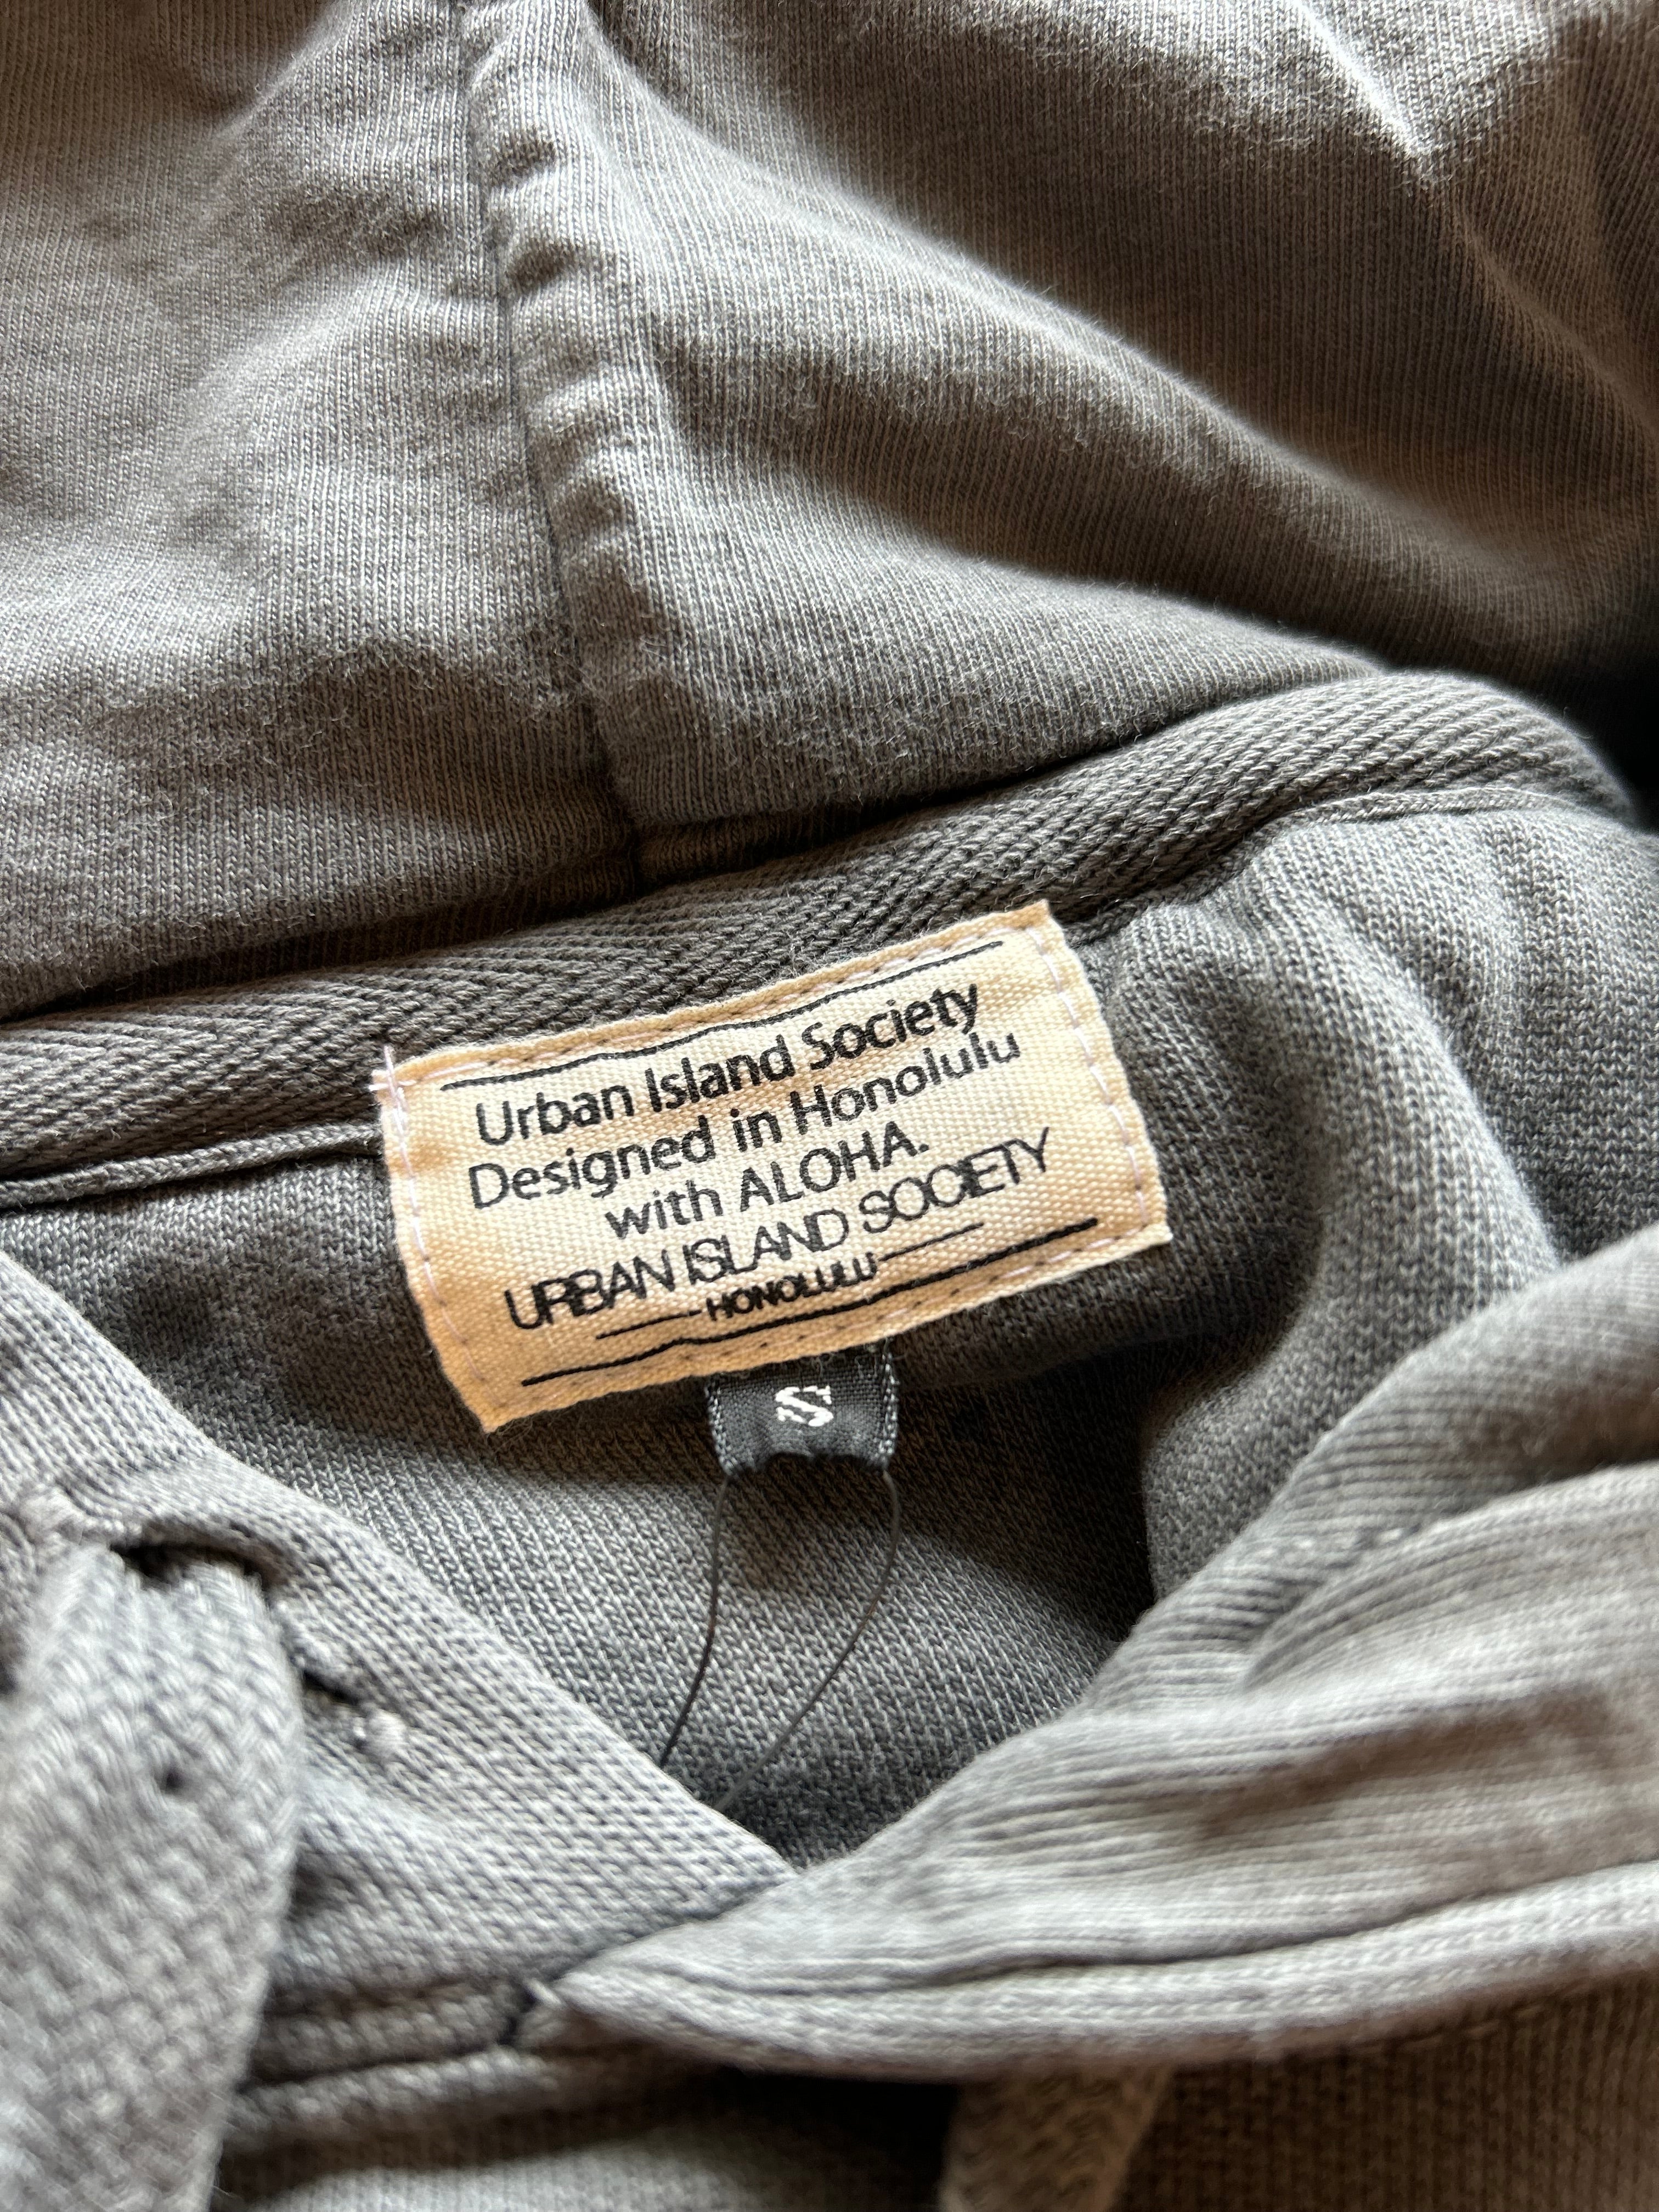 Urban Island Society
Designed in Honolulu
with ALOHA.
URBAN ISLAND SOCIETY
HONOLULU
S